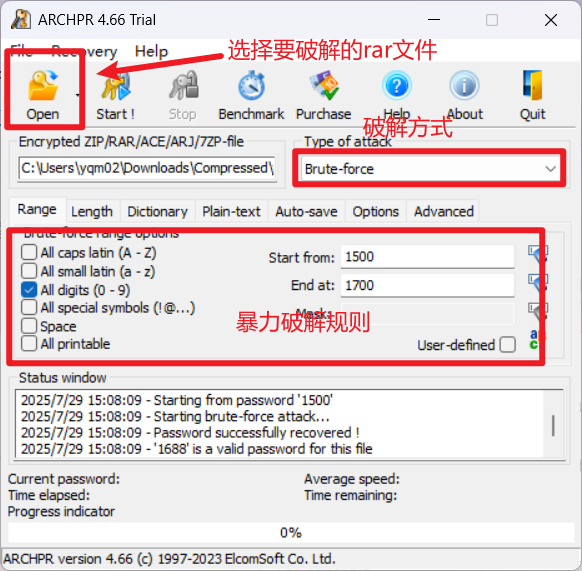 ARCHPR 4.66 Trial
File Recovery Help
选择要破解的rar文件
Open Start ! Stop Benchmark Purchase Help About Quit
破解方式
Encrypted ZIP/RAR/ACE/ARJ/7ZP-file Type of attack
C:\Users\yqm02\Downloads\Compressed\ Brute-force
Range Length Dictionary Plain-text Auto-save Options Advanced
Brute-force range options
All caps latin (A - Z)
All small latin (a - z)
All digits (0 - 9)
All special symbols (!@...)
Space
All printable
Start from: 1500
End at: 1700
Mask:
暴力破解规则
User-defined
Status window
2025/7/29 15:08:09 - Starting from password '1500'
2025/7/29 15:08:09 - Starting brute-force attack...
2025/7/29 15:08:09 - Password successfully recovered !
2025/7/29 15:08:09 - '1688' is a valid password for this file
Current password: Average speed:
Time elapsed: Time remaining:
Progress indicator
0%
ARCHPR version 4.66 (c) 1997-2023 ElcomSoft Co. Ltd.